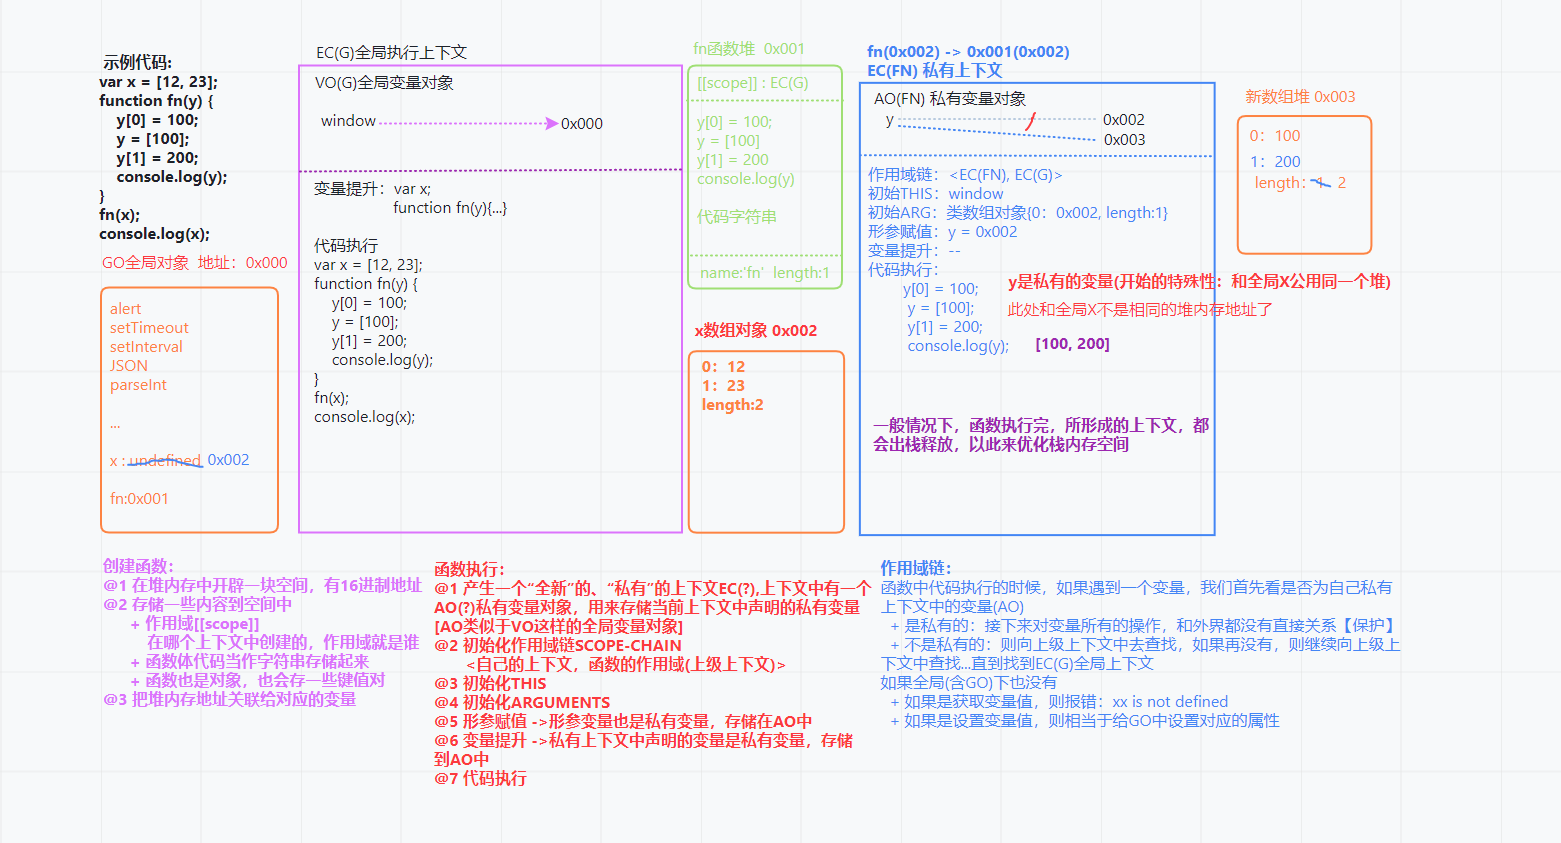 示例代码:
var x = [12, 23];
function fn(y) {
y[0] = 100;
y = [100];
y[1] = 200;
console.log(y);
}
fn(x);
console.log(x);
GO全局对象 地址：0x000
alert
setTimeout
setInterval
JSON
parseInt
...
x : undefined 0x002
fn:0x001
EC(G)全局执行上下文
VO(G)全局变量对象
window 0x000
变量提升：var x;
function fn(y){...}
代码执行
var x = [12, 23];
function fn(y) {
y[0] = 100;
y = [100];
y[1] = 200;
console.log(y);
}
fn(x);
console.log(x);
fn函数堆 0x001
[[scope]] : EC(G)
y[0] = 100;
y = [100]
y[1] = 200
console.log(y)
代码字符串
name:'fn' length:1
x数组对象 0x002
0：12
1：23
length:2
fn(0x002) -> 0x001(0x002)
EC(FN) 私有上下文
AO(FN) 私有变量对象
y 0x002
0x003
作用域链：<EC(FN), EC(G)>
初始THIS：window
初始ARG：类数组对象{0：0x002, length:1}
形参赋值：y = 0x002
变量提升：--
代码执行：
y[0] = 100; y是私有的变量(开始的特殊性：和全局X公用同一个堆)
y = [100]; 此处和全局X不是相同的堆内存地址了
y[1] = 200;
console.log(y); [100, 200]
一般情况下，函数执行完，所形成的上下文，都
会出栈释放，以此来优化栈内存空间
新数组堆 0x003
0：100
1：200
length：1 2
创建函数：
@1 在堆内存中开辟一块空间，有16进制地址
@2 存储一些内容到空间中
+ 作用域[[scope]]
在哪个上下文中创建的，作用域就是谁
+ 函数体代码当作字符串存储起来
+ 函数也是对象，也会存一些键值对
@3 把堆内存地址关联给对应的变量
函数执行：
@1 产生一个“全新”的、“私有”的上下文EC(?),上下文中有一个
AO(?)私有变量对象，用来存储当前上下文中声明的私有变量
[AO类似于VO这样的全局变量对象]
@2 初始化作用域链SCOPE-CHAIN
<自己的上下文，函数的作用域(上级上下文)>
@3 初始化THIS
@4 初始化ARGUMENTS
@5 形参赋值 ->形参变量也是私有变量，存储在AO中
@6 变量提升 ->私有上下文中声明的变量是私有变量，存储
到AO中
@7 代码执行
作用域链：
函数中代码执行的时候，如果遇到一个变量，我们首先看是否为自己私有
上下文中的变量(AO)
+ 是私有的：接下来对变量所有的操作，和外界都没有直接关系【保护】
+ 不是私有的：则向上级上下文中去查找，如果再没有，则继续向上级上
下文中查找...直到找到EC(G)全局上下文
如果全局(含GO)下也没有
+ 如果是获取变量值，则报错：xx is not defined
+ 如果是设置变量值，则相当于给GO中设置对应的属性